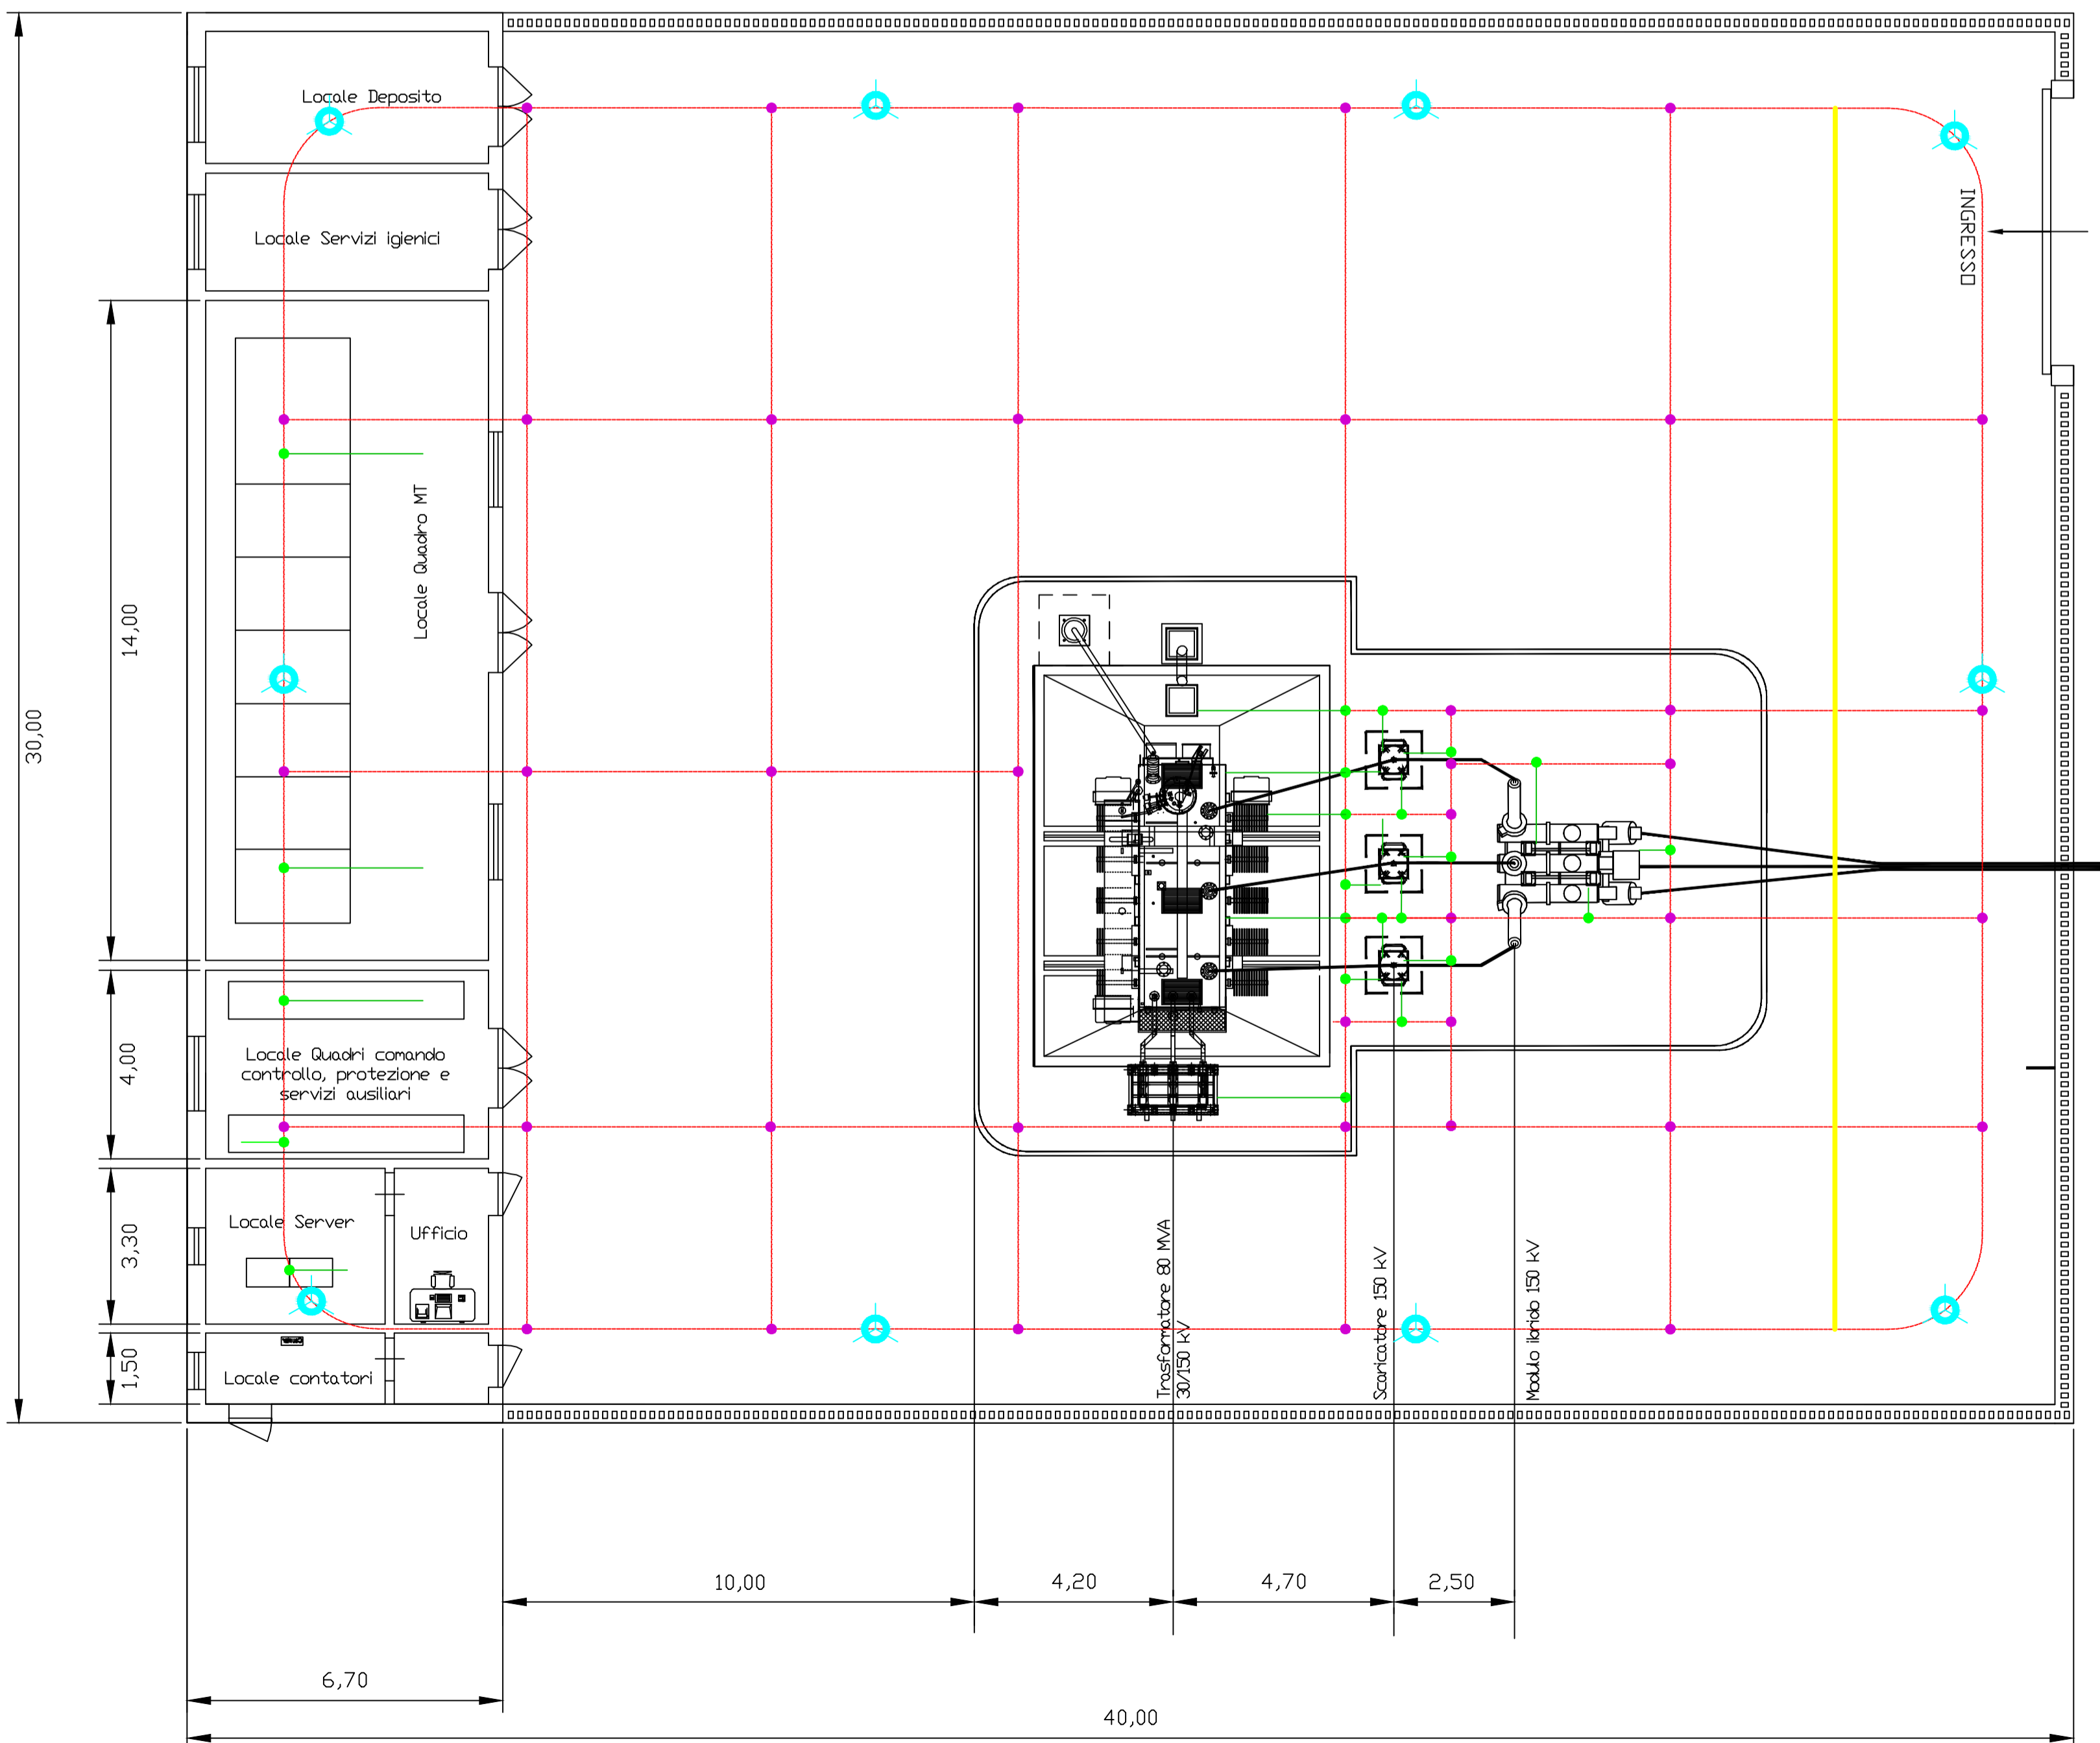 Locale Deposito
INGRESSO
Locale Servizi igienici
Locale Quadro MT
14,00
30,00
4,00
Locale Quadri comando
controllo, protezione e
servizi ausiliari
3,30
Locale Server
Ufficio
1,50
Locale contatori
Trasformatore 80 MVA
30/150 kV
Scaricatore 150 kV
Modulo ibrido 150 kV
10,00
4,20
4,70
2,50
6,70
40,00